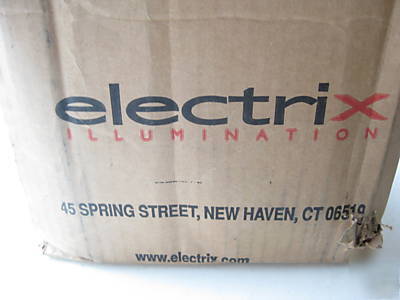 electrix
ILLUMINATION
45 SPRING STREET, NEW HAVEN, CT 06519
www.electrix.com